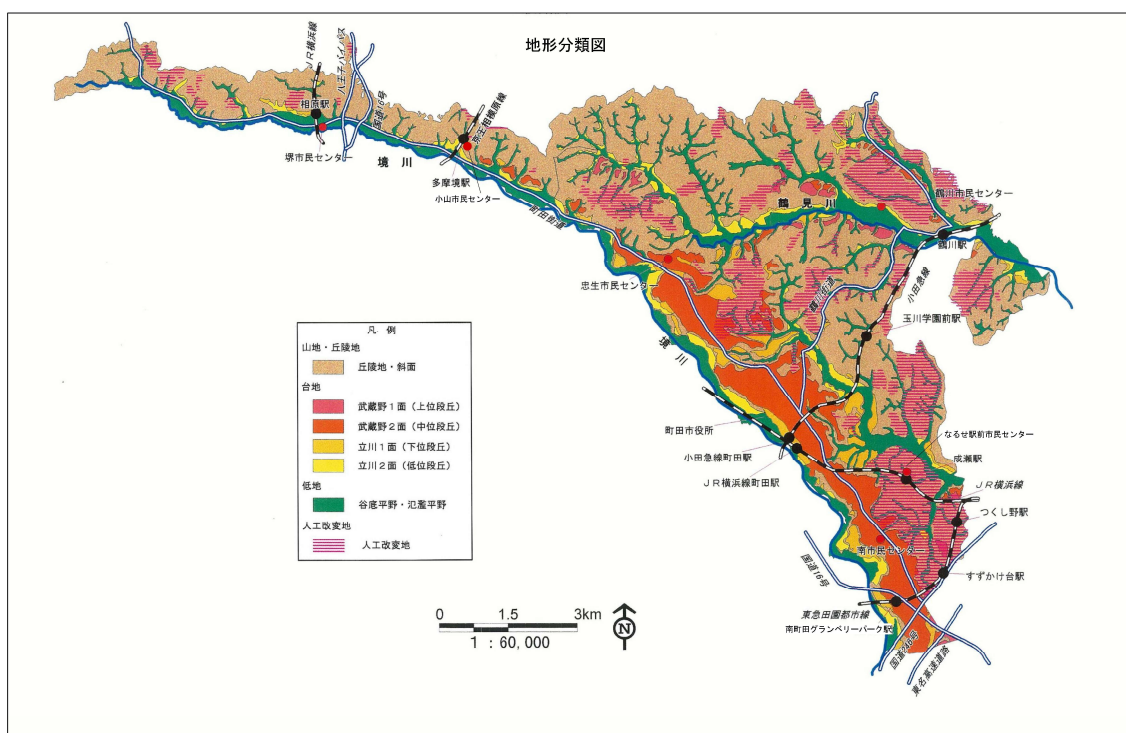 地形分類図
JR横浜線
八王子バイパス
国道16号
相原駅
堺市民センター
境川
京王相模原線
多摩境駅
小山市民センター
町田街道
鶴見川
鶴川市民センター
鶴川駅
小田急線
鶴川街道
忠生市民センター
玉川学園前駅
境川
凡例
山地・丘陵地
丘陵地・斜面
台地
武蔵野1面(上位段丘)
武蔵野2面(中位段丘)
立川1面(下位段丘)
立川2面(低位段丘)
低地
谷底平野・氾濫平野
人工改変地
人工改変地
町田市役所
小田急線町田駅
JR横浜線町田駅
なるせ駅前市民センター
成瀬駅
JR横浜線
つくし野駅
南市民センター
すずかけ台駅
国道16号
東急田園都市線
南町田グランベリーパーク駅
国道246号
東名高速道路
0 1.5 3km
1 : 60,000
N